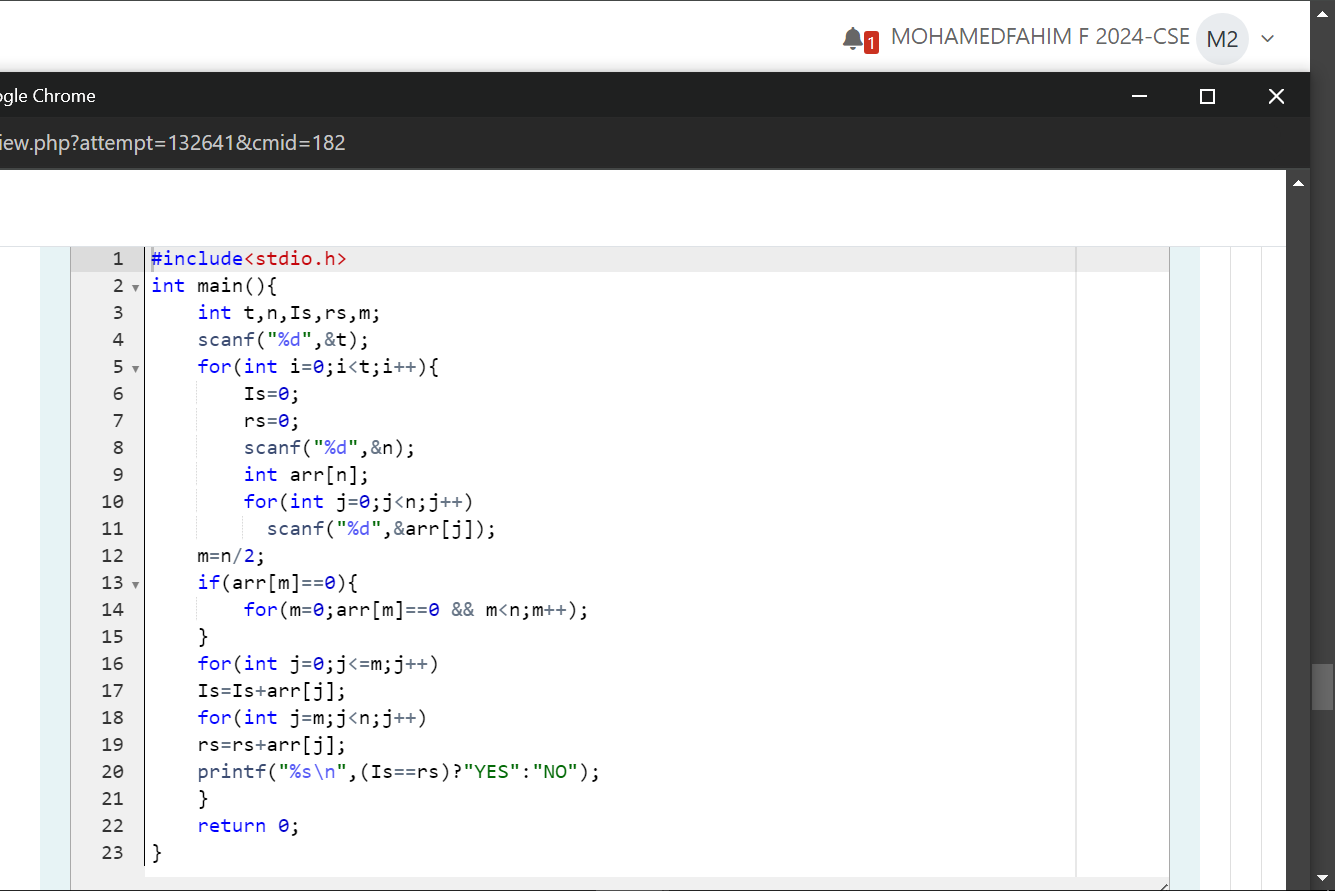 1 MOHAMEDFAHIM F 2024-CSE M2
ogle Chrome
iew.php?attempt=132641&cmid=182
1 #include<stdio.h>
2 int main(){
3     int t,n,Is,rs,m;
4     scanf("%d",&t);
5     for(int i=0;i<t;i++){
6         Is=0;
7         rs=0;
8         scanf("%d",&n);
9         int arr[n];
10         for(int j=0;j<n;j++)
11           scanf("%d",&arr[j]);
12     m=n/2;
13     if(arr[m]==0){
14         for(m=0;arr[m]==0 && m<n;m++);
15     }
16     for(int j=0;j<=m;j++)
17     Is=Is+arr[j];
18     for(int j=m;j<n;j++)
19     rs=rs+arr[j];
20     printf("%s\n",(Is==rs)?"YES":"NO");
21     }
22     return 0;
23 }